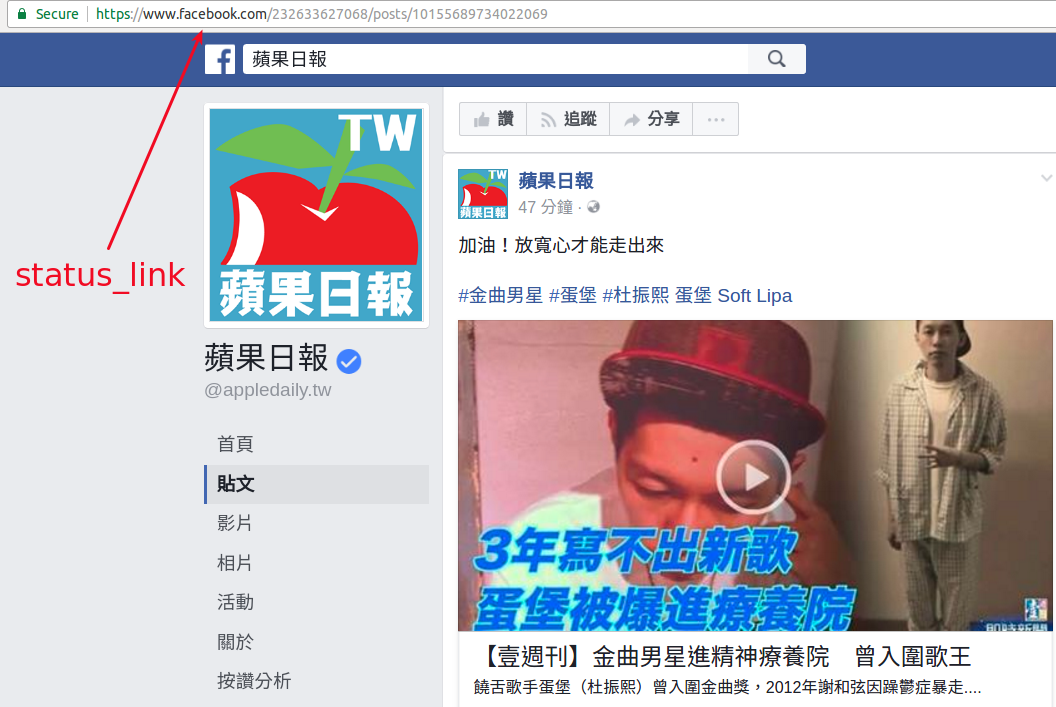 Secure https://www.facebook.com/232633627068/posts/10155689734022069
蘋果日報
status_link
TW
蘋果日報
蘋果日報
@appledaily.tw
首頁
貼文
影片
相片
活動
關於
按讚分析
讚 追蹤 分享 ...
TW
蘋果日報
蘋果日報
47 分鐘 ·
加油！放寬心才能走出來
#金曲男星 #蛋堡 #杜振熙 蛋堡 Soft Lipa
3年寫不出新歌
蛋堡被爆進療養院
即時新聞
【壹週刊】金曲男星進精神療養院　曾入圍歌王
饒舌歌手蛋堡（杜振熙）曾入圍金曲獎，2012年謝和弦因躁鬱症暴走....